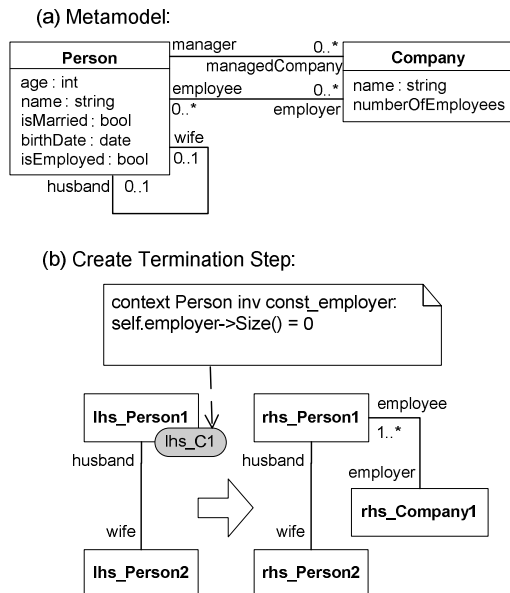 (a) Metamodel:
Person
age : int
name : string
isMarried : bool
birthDate : date
isEmployed : bool
manager
0..*
managedCompany
employee
0..*
0..*
employer
Company
name : string
numberOfEmployees
wife
0..1
husband
0..1
(b) Create Termination Step:
context Person inv const_employer:
self.employer->Size() = 0
lhs_Person1
lhs_C1
husband
wife
lhs_Person2
rhs_Person1
employee
1..*
husband
employer
rhs_Company1
wife
rhs_Person2